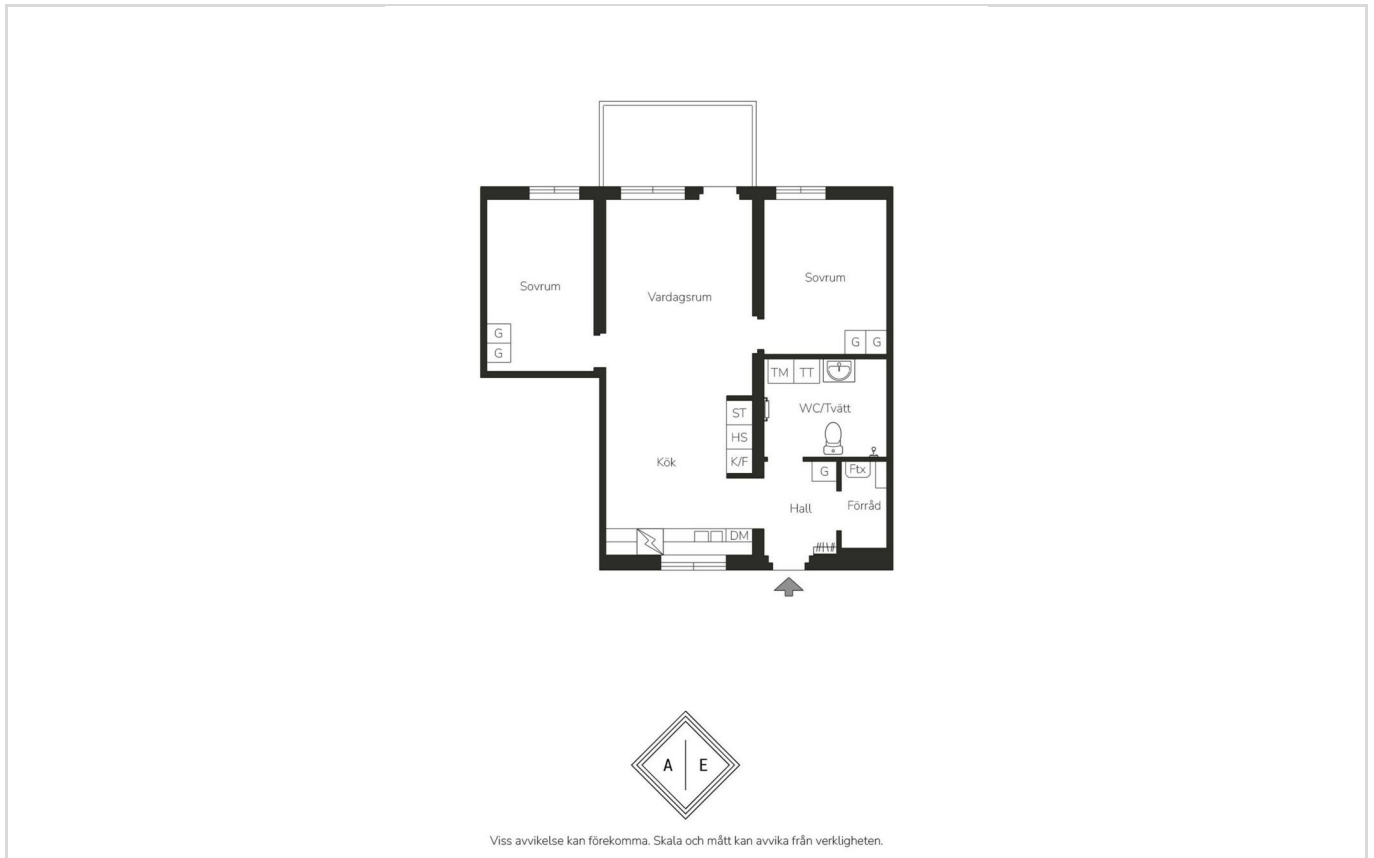 Sovrum
Vardagsrum
Sovrum
G
G
G G
TM TT
WC/Tvätt
ST
HS
K/F
Kök
G
Ftx
Hall
Förråd
DM
A E
Viss avvikelse kan förekomma. Skala och mått kan avvika från verkligheten.